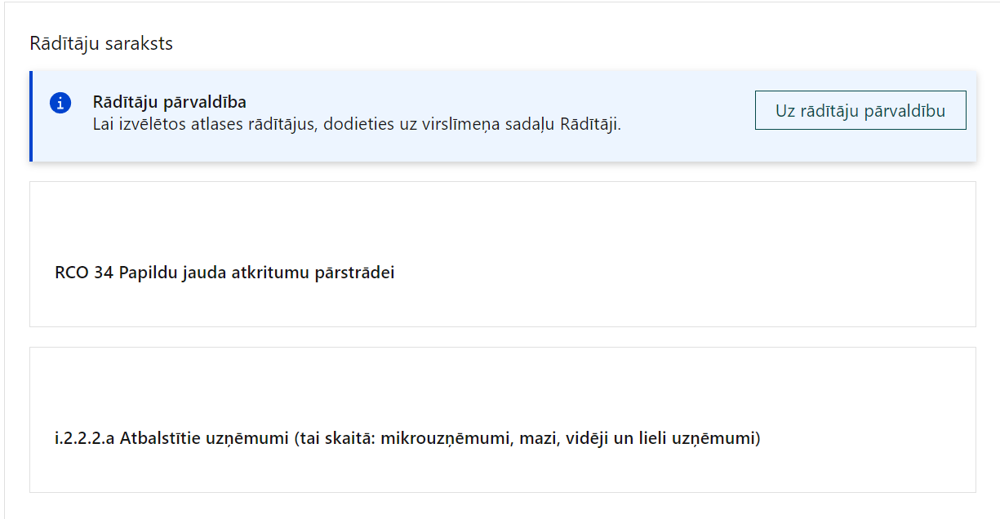 Rādītāju saraksts
Rādītāju pārvaldība
Lai izvēlētos atlases rādītājus, dodieties uz virslīmeņa sadaļu Rādītāji.
Uz rādītāju pārvaldību
RCO 34 Papildu jauda atkritumu pārstrādei
i.2.2.2.a Atbalstītie uzņēmumi (tai skaitā: mikrouzņēmumi, mazi, vidēji un lieli uzņēmumi)